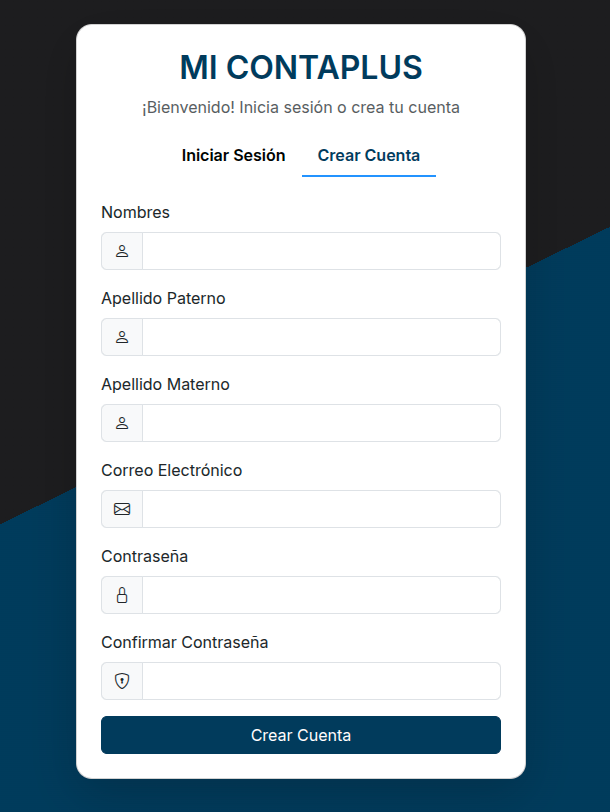 MI CONTAPLUS
¡Bienvenido! Inicia sesión o crea tu cuenta
Iniciar Sesión Crear Cuenta
Nombres
Apellido Paterno
Apellido Materno
Correo Electrónico
Contraseña
Confirmar Contraseña
Crear Cuenta